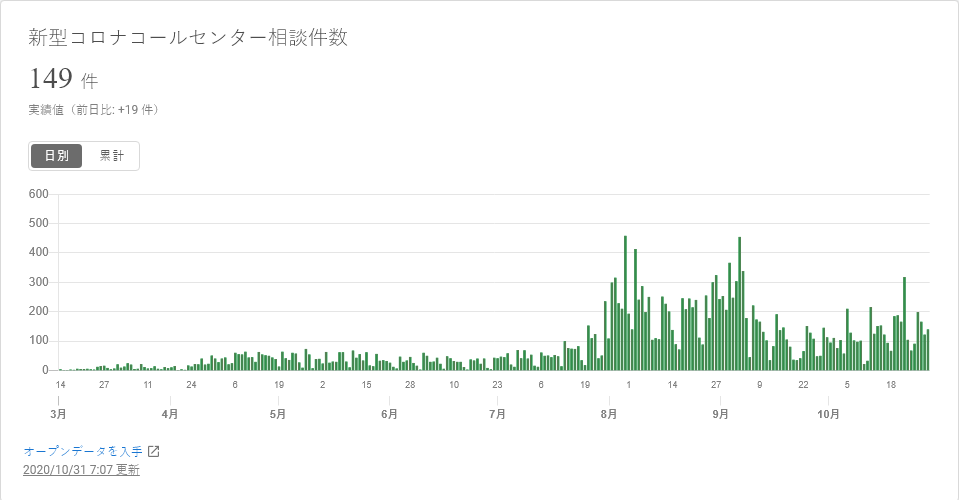 新型コロナコールセンター相談件数
149 件
実績値（前日比: +19 件）
日別 累計
600
500
400
300
200
100
0
14 27 11 24 6 19 2 15 28 10 23 6 19 1 14 27 9 22 5 18
3月 4月 5月 6月 7月 8月 9月 10月
オープンデータを入手
2020/10/31 7:07 更新